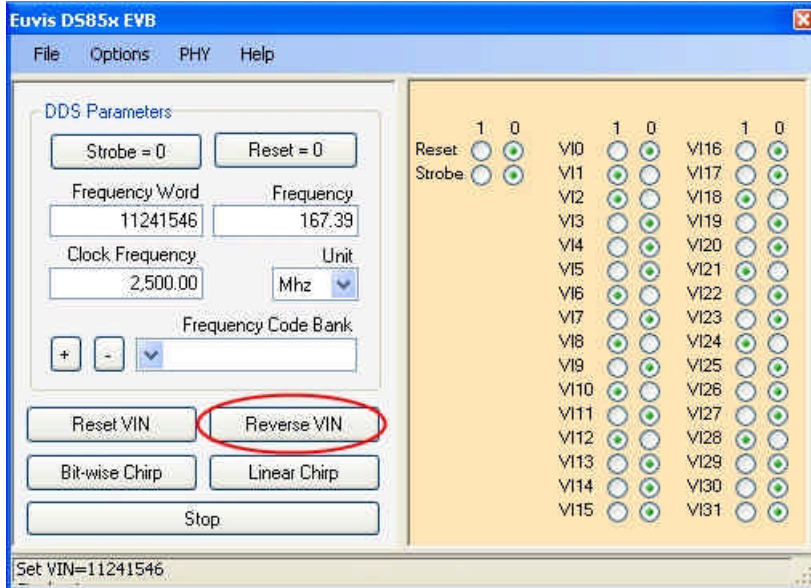 Euvis DS85x EVB
File Options PHY Help
DDS Parameters
Strobe = 0 Reset = 0
Frequency Word Frequency
11241546 167.39
Clock Frequency Unit
2,500.00 Mhz
Frequency Code Bank
+ -
Reset VIN Reverse VIN
Bit-wise Chirp Linear Chirp
Stop
1 0 1 0 1 0
Reset VI0 VI16
Strobe VI1 VI17
VI2 VI18
VI3 VI19
VI4 VI20
VI5 VI21
VI6 VI22
VI7 VI23
VI8 VI24
VI9 VI25
VI10 VI26
VI11 VI27
VI12 VI28
VI13 VI29
VI14 VI30
VI15 VI31
Set VIN=11241546